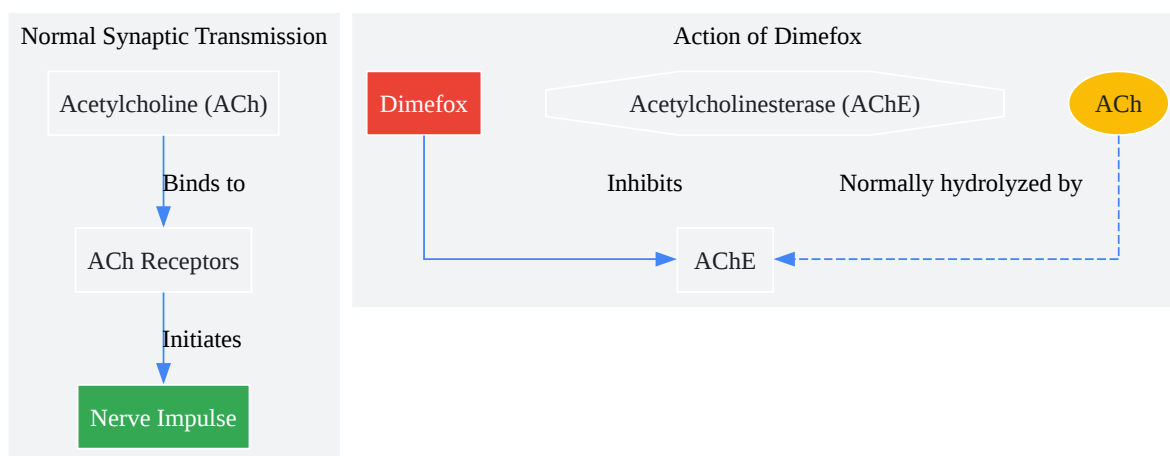 Normal Synaptic Transmission
Acetylcholine (ACh)
Binds to
ACh Receptors
Initiates
Nerve Impulse
Action of Dimefox
Dimefox
Acetylcholinesterase (AChE)
ACh
Inhibits
Normally hydrolyzed by
AChE